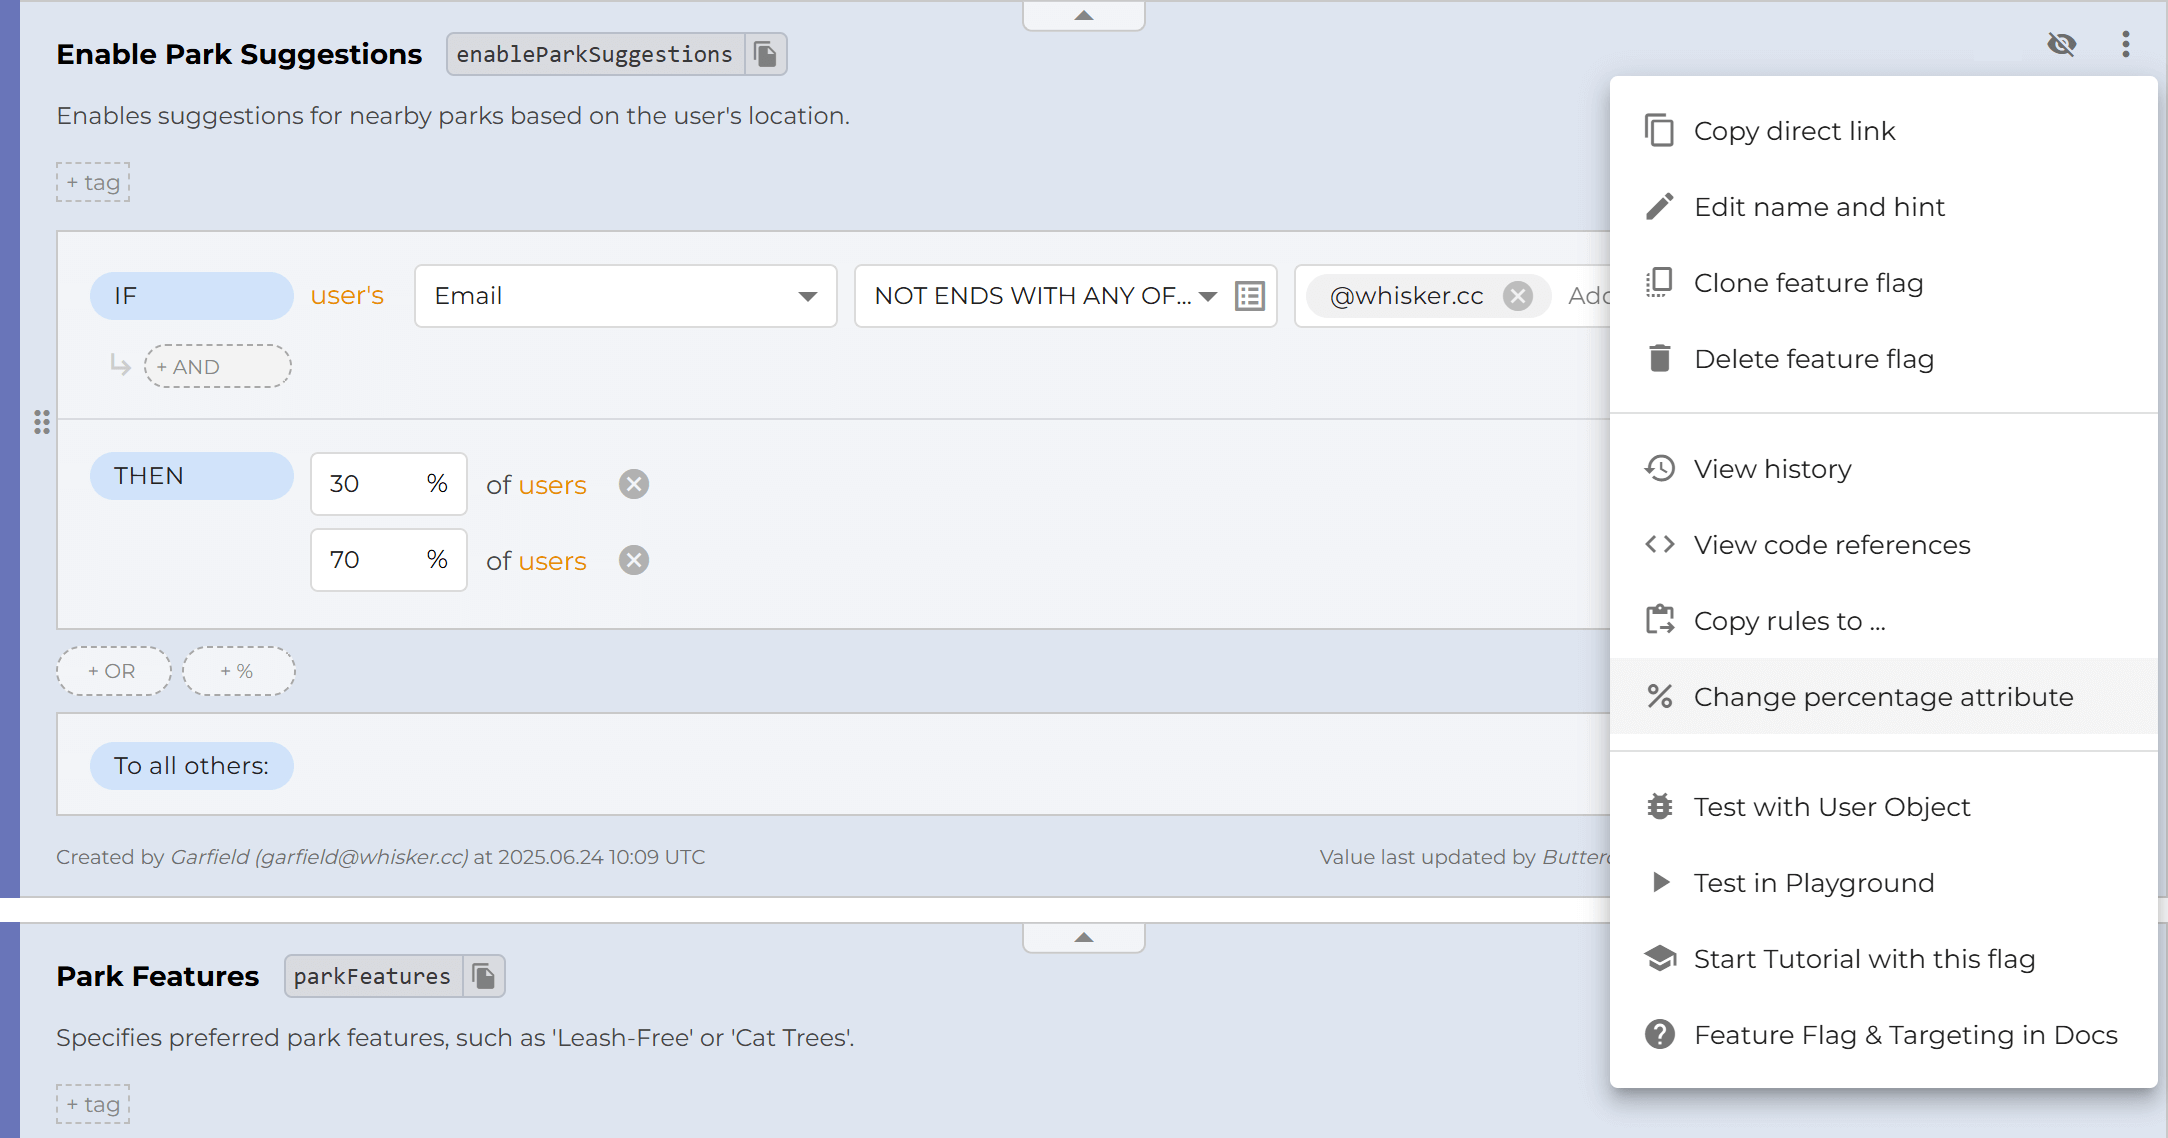 Enable Park Suggestions enableParkSuggestions
Enables suggestions for nearby parks based on the user's location.
+ tag
IF user's Email NOT ENDS WITH ANY OF... @whisker.cc
+ AND
THEN 30 % of users
70 % of users
+ OR + %
To all others:
Created by Garfield (garfield@whisker.cc) at 2025.06.24 10:09 UTC Value last updated by
Copy direct link
Edit name and hint
Clone feature flag
Delete feature flag
View history
View code references
Copy rules to ...
Change percentage attribute
Test with User Object
Test in Playground
Start Tutorial with this flag
Feature Flag & Targeting in Docs
Park Features parkFeatures
Specifies preferred park features, such as 'Leash-Free' or 'Cat Trees'.
+ tag